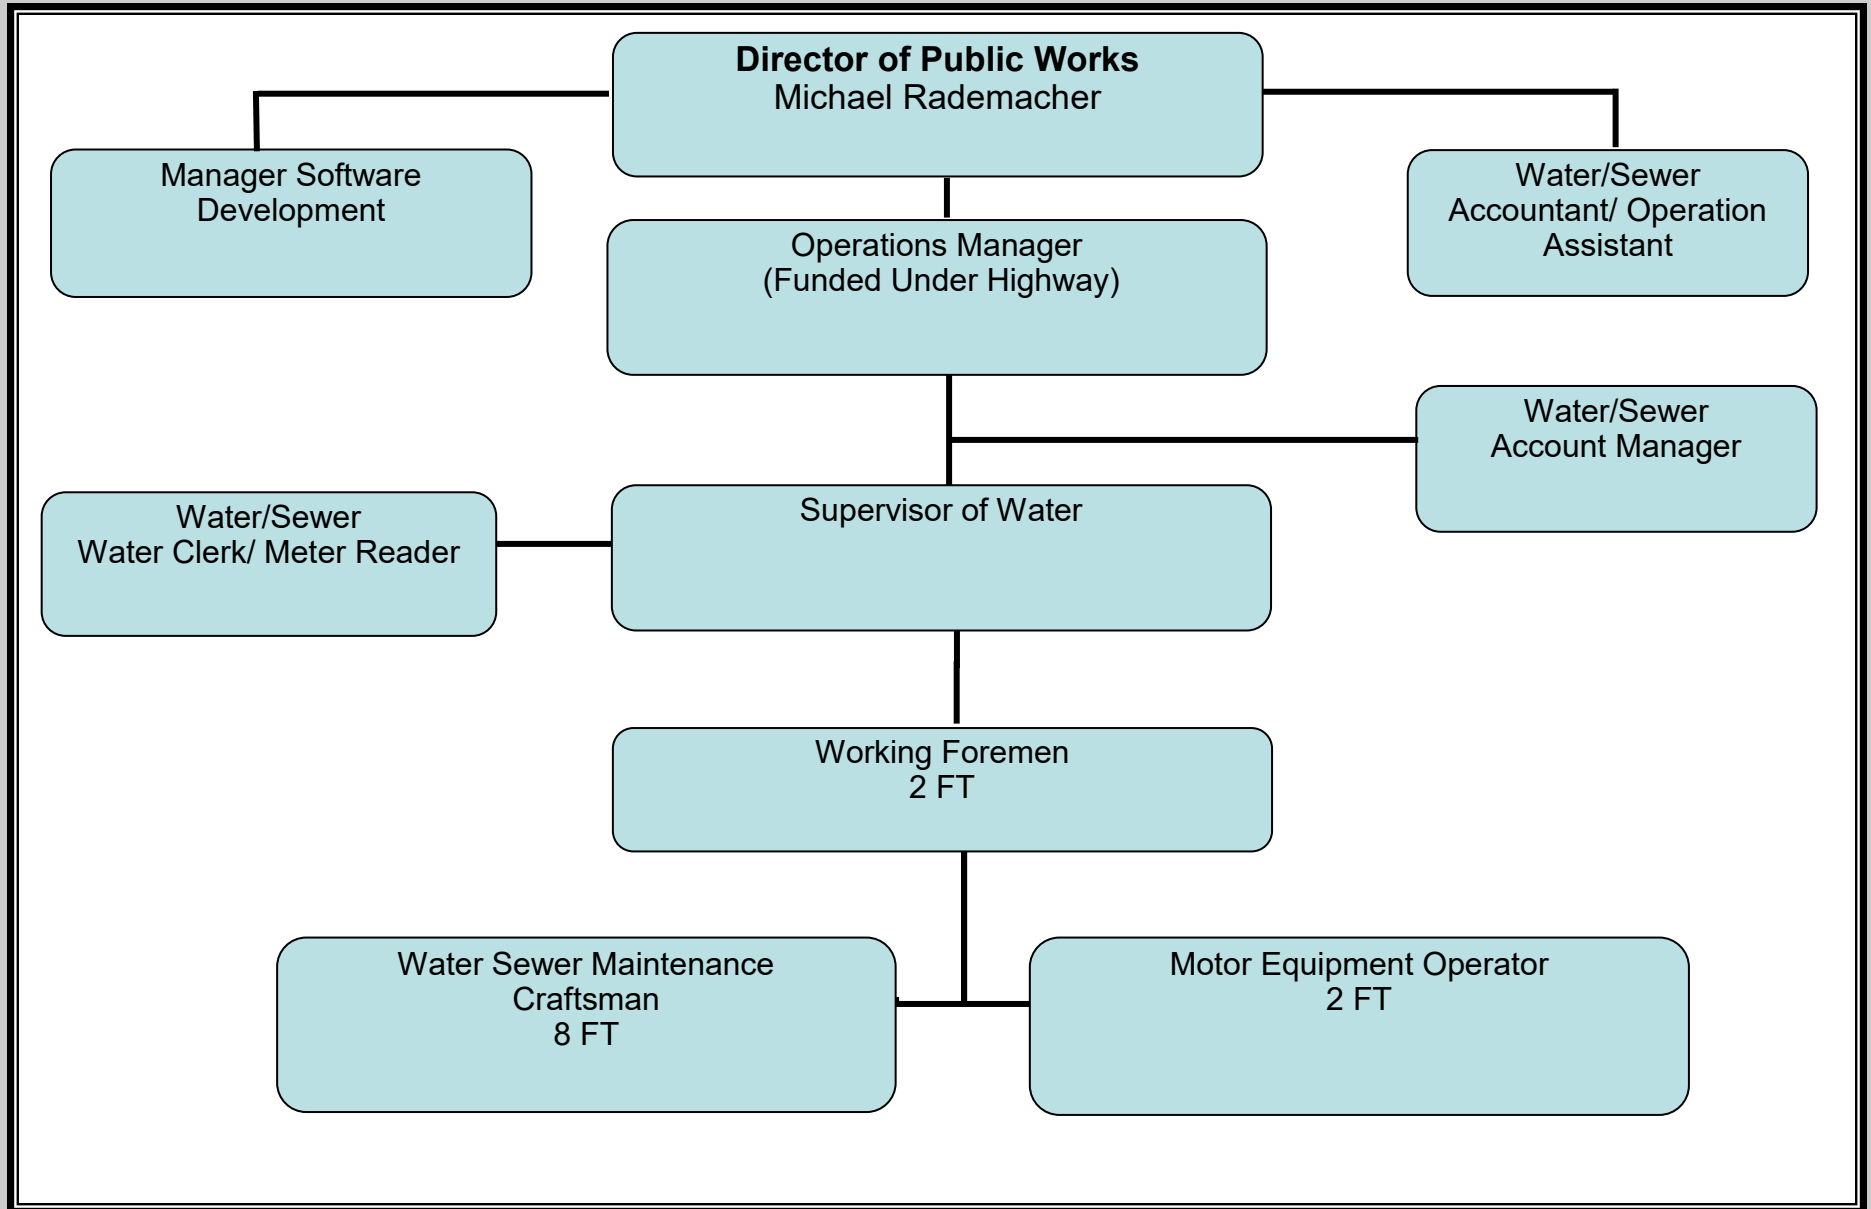 Director of Public Works
Michael Rademacher
Manager Software
Development
Water/Sewer
Accountant/ Operation
Assistant
Operations Manager
(Funded Under Highway)
Water/Sewer
Account Manager
Supervisor of Water
Water/Sewer
Water Clerk/ Meter Reader
Working Foremen
2 FT
Water Sewer Maintenance
Craftsman
8 FT
Motor Equipment Operator
2 FT